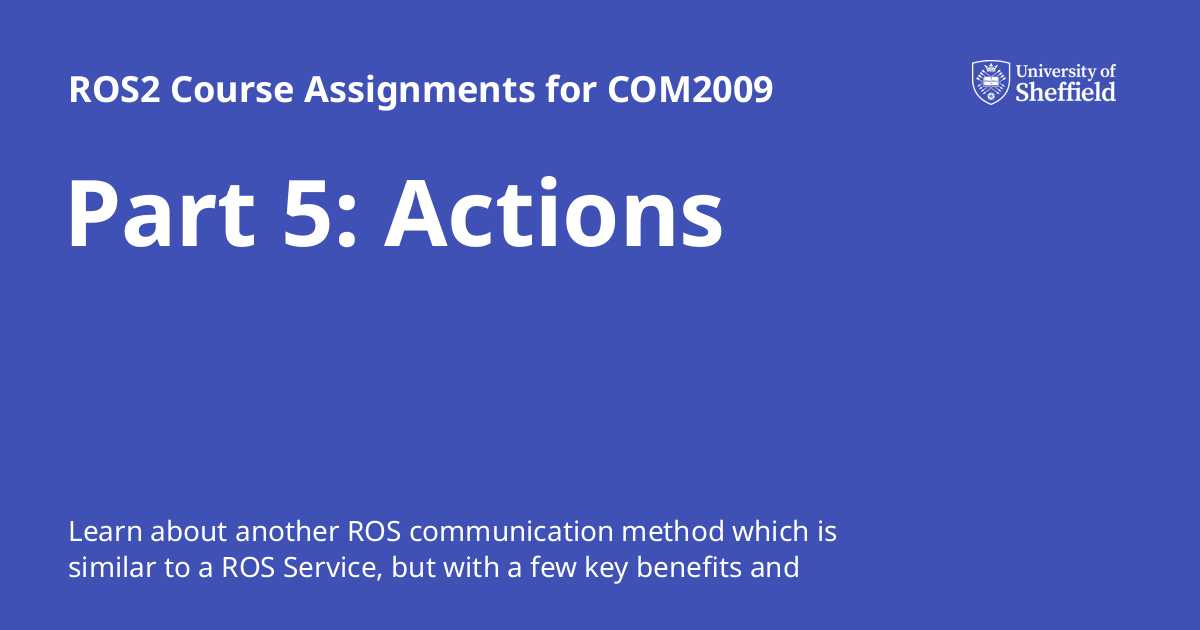 ROS2 Course Assignments for COM2009
University of
Sheffield
Part 5: Actions
Learn about another ROS communication method which is
similar to a ROS Service, but with a few key benefits and